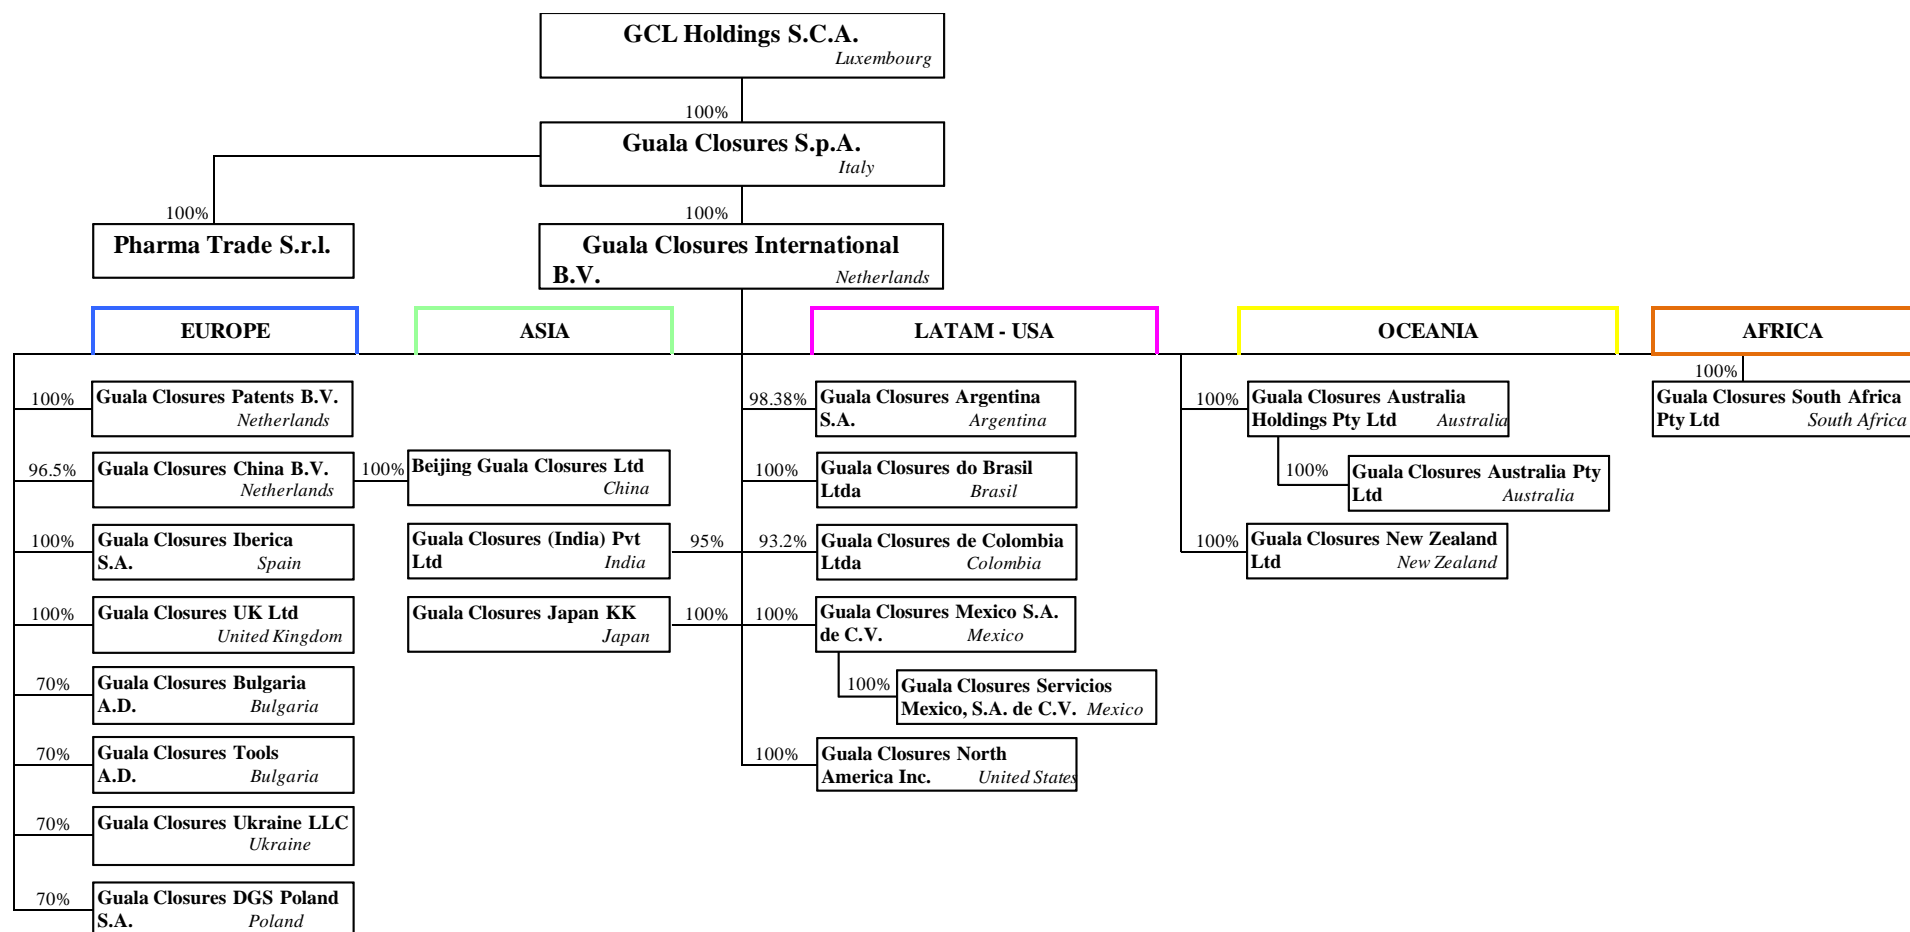 GCL Holdings S.C.A.
Luxembourg
100%
Guala Closures S.p.A.
Italy
100%
100%
Pharma Trade S.r.l.
Guala Closures International
B.V. Netherlands
EUROPE
ASIA
LATAM - USA
OCEANIA
AFRICA
100%
Guala Closures Patents B.V.
Netherlands
96.5%
Guala Closures China B.V.
Netherlands
100%
Guala Closures Iberica
S.A. Spain
100%
Guala Closures UK Ltd
United Kingdom
70%
Guala Closures Bulgaria
A.D. Bulgaria
70%
Guala Closures Tools
A.D. Bulgaria
70%
Guala Closures Ukraine LLC
Ukraine
70%
Guala Closures DGS Poland
S.A. Poland
100%
Beijing Guala Closures Ltd
China
Guala Closures (India) Pvt
Ltd India
95%
Guala Closures Japan KK
Japan
100%
98.38%
Guala Closures Argentina
S.A. Argentina
100%
Guala Closures do Brasil
Ltda Brasil
93.2%
Guala Closures de Colombia
Ltda Colombia
100%
Guala Closures Mexico S.A.
de C.V. Mexico
100%
Guala Closures Servicios
Mexico, S.A. de C.V. Mexico
100%
Guala Closures North
America Inc. United States
100%
Guala Closures Australia
Holdings Pty Ltd Australia
100%
Guala Closures Australia Pty
Ltd Australia
100%
Guala Closures New Zealand
Ltd New Zealand
100%
Guala Closures South Africa
Pty Ltd South Africa